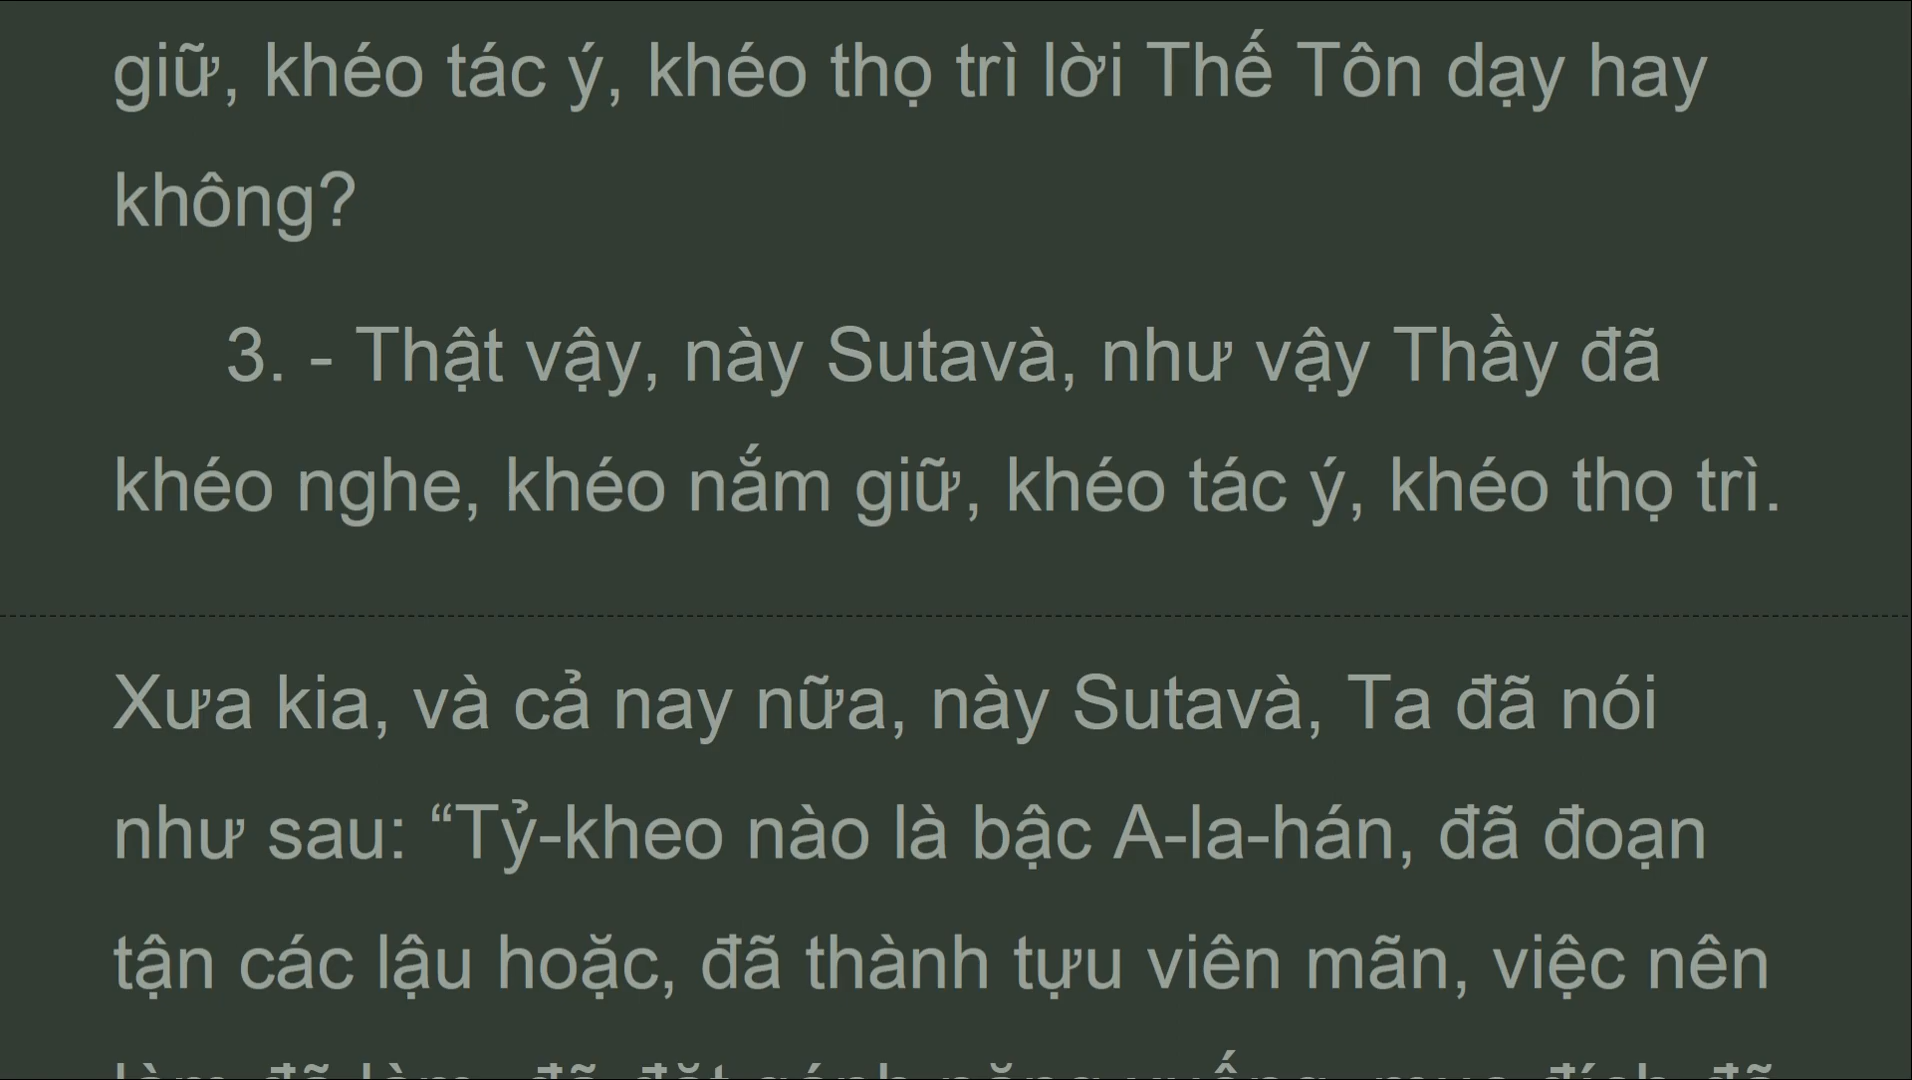 giữ, khéo tác ý, khéo thọ trì lời Thế Tôn dạy hay
không?
3. - Thật vậy, này Sutavà, như vậy Thầy đã
khéo nghe, khéo nắm giữ, khéo tác ý, khéo thọ trì.
Xưa kia, và cả nay nữa, này Sutavà, Ta đã nói
như sau: “Tỷ-kheo nào là bậc A-la-hán, đã đoạn
tận các lậu hoặc, đã thành tựu viên mãn, việc nên